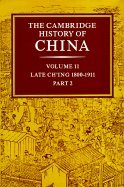 THE CAMBRIDGE
HISTORY OF
CHINA
VOLUME 11
LATE CH'ING 1800-1911
PART 2